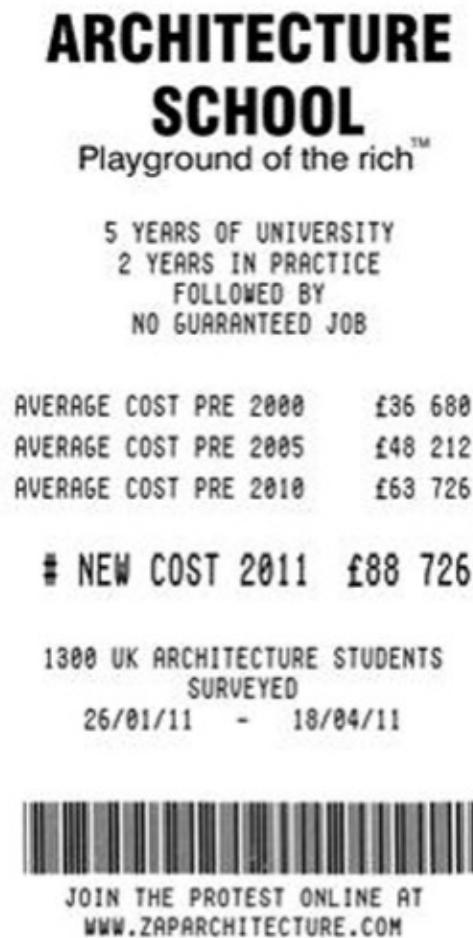 ARCHITECTURE
SCHOOL
Playground of the rich™
5 YEARS OF UNIVERSITY
2 YEARS IN PRACTICE
FOLLOWED BY
NO GUARANTEED JOB
AVERAGE COST PRE 2000 £36 680
AVERAGE COST PRE 2005 £48 212
AVERAGE COST PRE 2010 £63 726
# NEW COST 2011 £88 726
1300 UK ARCHITECTURE STUDENTS
SURVEYED
26/01/11 - 18/04/11
JOIN THE PROTEST ONLINE AT
WWW.ZAPARCHITECTURE.COM